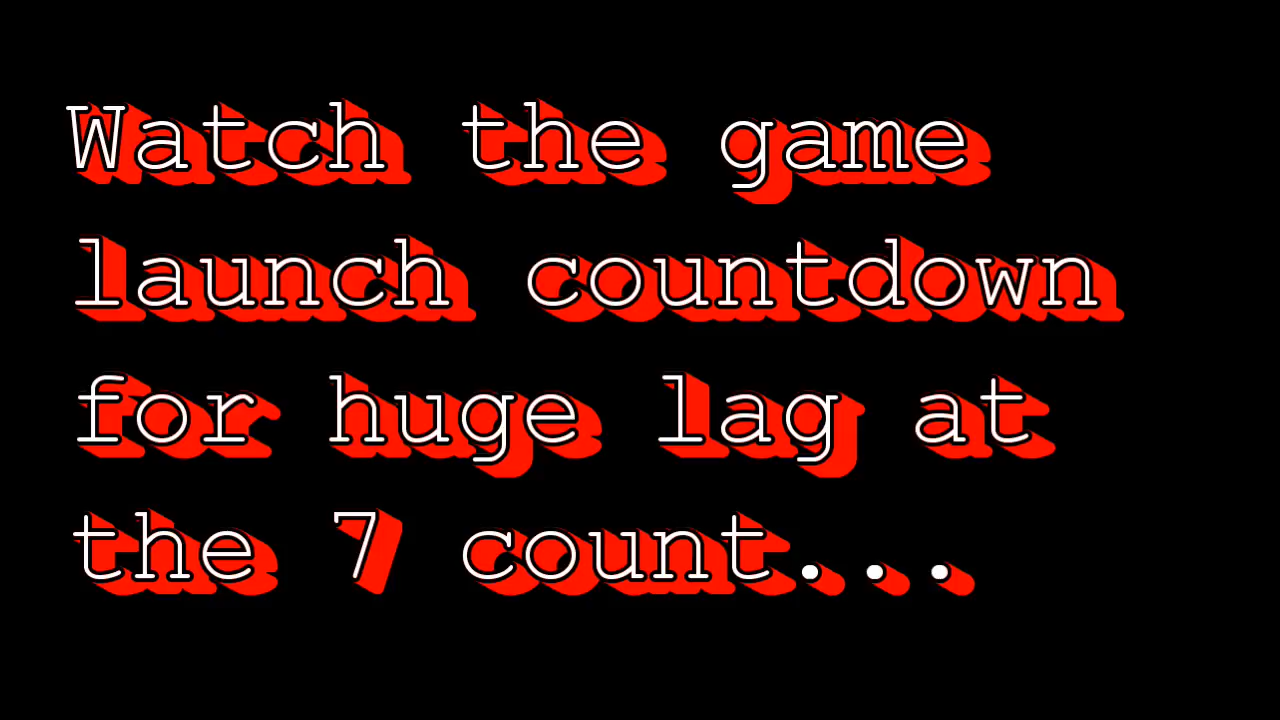 Watch the game
launch countdown
for huge lag at
the 7 count...